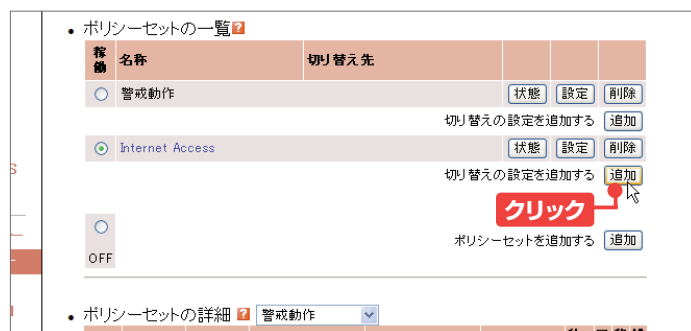 ポリシーセットの一覧?
稼働 名称 切り替え先
警戒動作 状態 設定 削除
切り替えの設定を追加する 追加
Internet Access 状態 設定 削除
切り替えの設定を追加する 追加
クリック
ポリシーセットを追加する 追加
OFF
ポリシーセットの詳細? 警戒動作